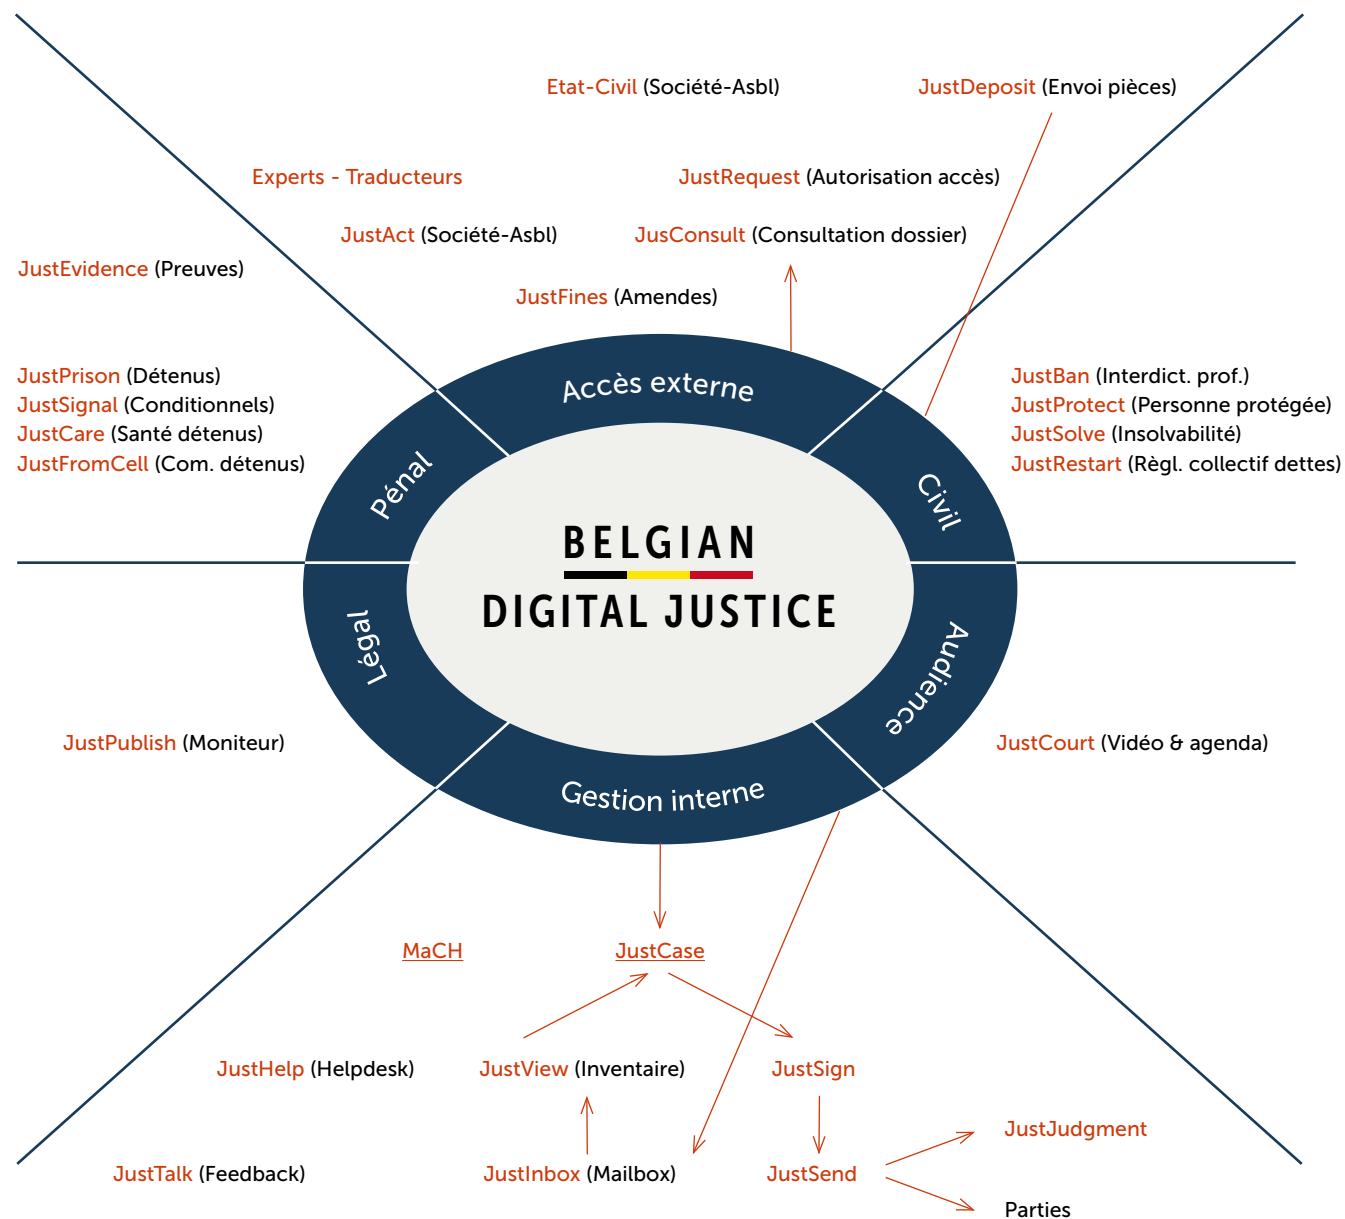 Etat-Civil (Société-Asbl)
JustDeposit (Envoi pièces)
Experts - Traducteurs
JustRequest (Autorisation accès)
JustAct (Société-Asbl)
JusConsult (Consultation dossier)
JustEvidence (Preuves)
JustFines (Amendes)
Accès externe
JustPrison (Détenus)
JustSignal (Conditionnels)
JustCare (Santé détenus)
JustFromCell (Com. détenus)
Pénal
Civil
JustBan (Interdict. prof.)
JustProtect (Personne protégée)
JustSolve (Insolvabilité)
JustRestart (Règl. collectif dettes)
BELGIAN
DIGITAL JUSTICE
Légal
Audience
JustPublish (Moniteur)
JustCourt (Vidéo & agenda)
Gestion interne
MaCH
JustCase
JustHelp (Helpdesk)
JustView (Inventaire)
JustSign
JustJudgment
JustTalk (Feedback)
JustInbox (Mailbox)
JustSend
Parties